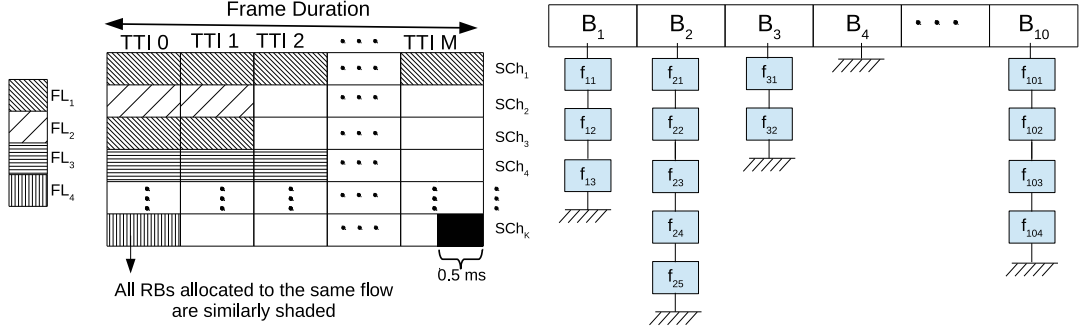 Frame Duration
TTI 0 TTI 1 TTI 2 • • • TTI M
SCh1
SCh2
SCh3
SCh4
SChK
FL1
FL2
FL3
FL4
0.5 ms
All RBs allocated to the same flow
are similarly shaded
B1 B2 B3 B4 • • • B10
f11 f21 f31 f101
f12 f22 f32 f102
f13 f23 f103
f24 f104
f25